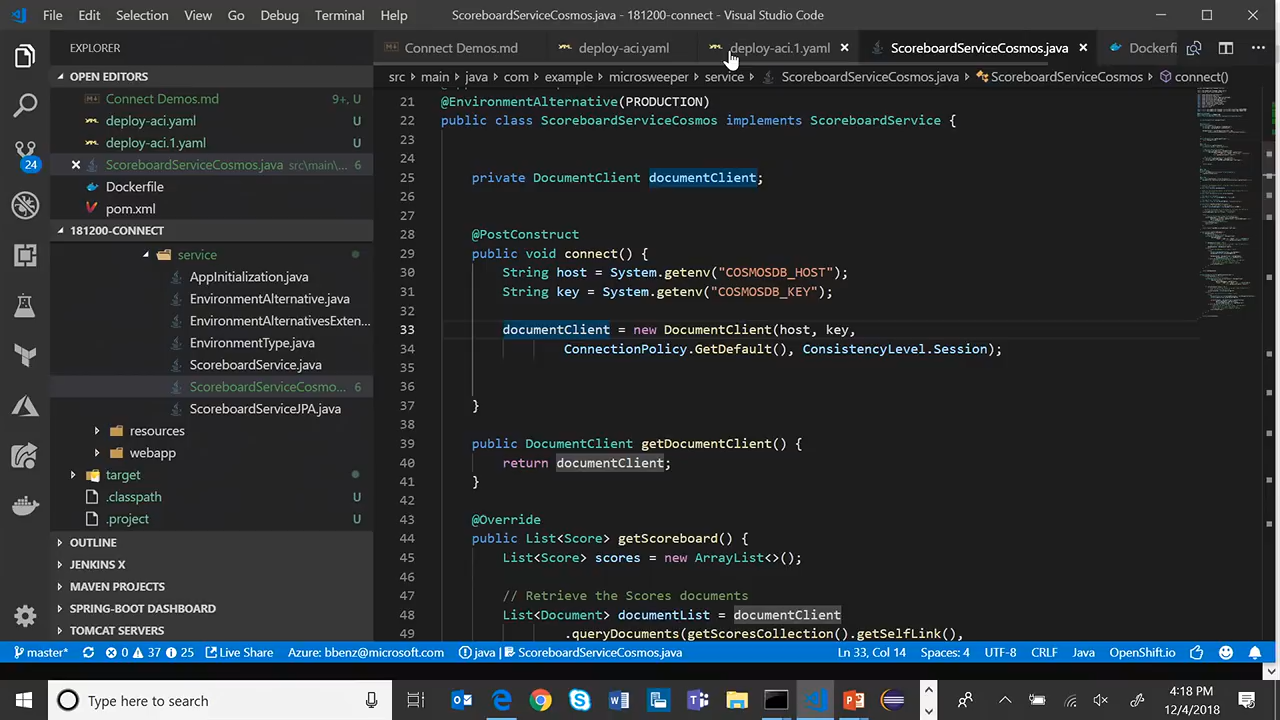 File Edit Selection View Go Debug Terminal Help ScoreboardServiceCosmos.java - 181200-connect - Visual Studio Code
EXPLORER
Connect Demos.md deploy-aci.yaml deploy-aci.1.yaml ScoreboardServiceCosmos.java Dockerfi
OPEN EDITORS
src main java com example microsweeper service ScoreboardServiceCosmos.java ScoreboardServiceCosmos connect()
Connect Demos.md 9+, U
deploy-aci.yaml U
deploy-aci.1.yaml U
ScoreboardServiceCosmos.java src\main\...
Dockerfile
pom.xml
181200-CONNECT
service
AppInitialization.java
EnvironmentAlternative.java
EnvironmentAlternativesExten...
EnvironmentType.java
ScoreboardService.java
ScoreboardServiceCosmo... 6
ScoreboardServiceJPA.java
resources
webapp
target
.classpath U
.project U
OUTLINE
JENKINS X
MAVEN PROJECTS
SPRING-BOOT DASHBOARD
TOMCAT SERVERS
24
21 @EnvironmentAlternative(PRODUCTION)
22 public class ScoreboardServiceCosmos implements ScoreboardService {
23
24
25 private DocumentClient documentClient;
26
27
28 @PostConstruct
29 public void connect() {
30 String host = System.getenv("COSMOSDB_HOST");
31 String key = System.getenv("COSMOSDB_KEY");
32
33 documentClient = new DocumentClient(host, key,
34 ConnectionPolicy.GetDefault(), ConsistencyLevel.Session);
35
36
37 }
38
39 public DocumentClient getDocumentClient() {
40 return documentClient;
41 }
42
43 @Override
44 public List<Score> getScoreboard() {
45 List<Score> scores = new ArrayList<>();
46
47 // Retrieve the Scores documents
48 List<Document> documentList = documentClient
49 .queryDocuments(getScoresCollection().getSelfLink(),
master* 0 37 25 Live Share Azure: bbenz@microsoft.com java | ScoreboardServiceCosmos.java Ln 33, Col 14 Spaces: 4 UTF-8 CRLF Java OpenShift.io
Type here to search
4:18 PM
12/4/2018